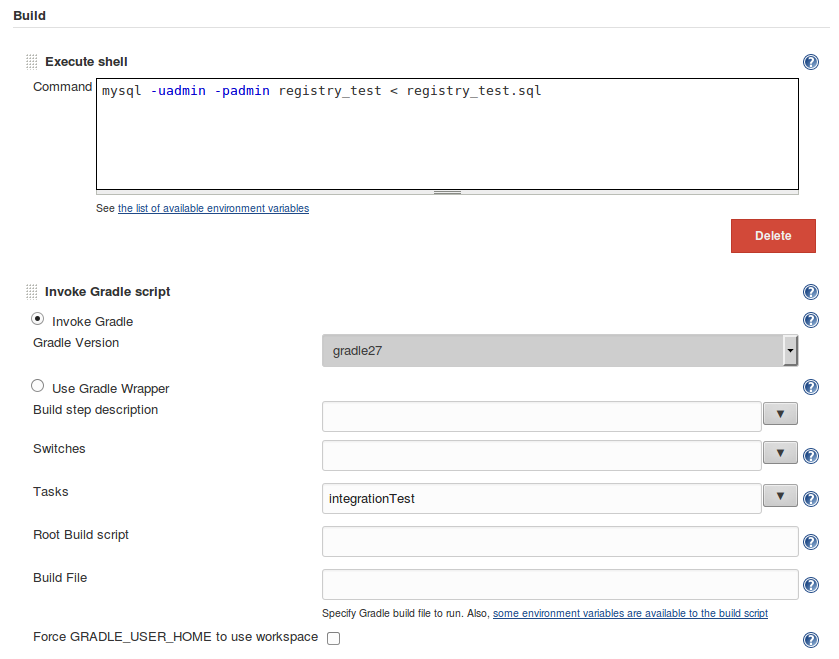 Build
Execute shell
Command
mysql -uadmin -padmin registry_test < registry_test.sql
See the list of available environment variables
Delete
Invoke Gradle script
Invoke Gradle
Gradle Version
gradle27
Use Gradle Wrapper
Build step description
Switches
Tasks
integrationTest
Root Build script
Build File
Specify Gradle build file to run. Also, some environment variables are available to the build script
Force GRADLE_USER_HOME to use workspace